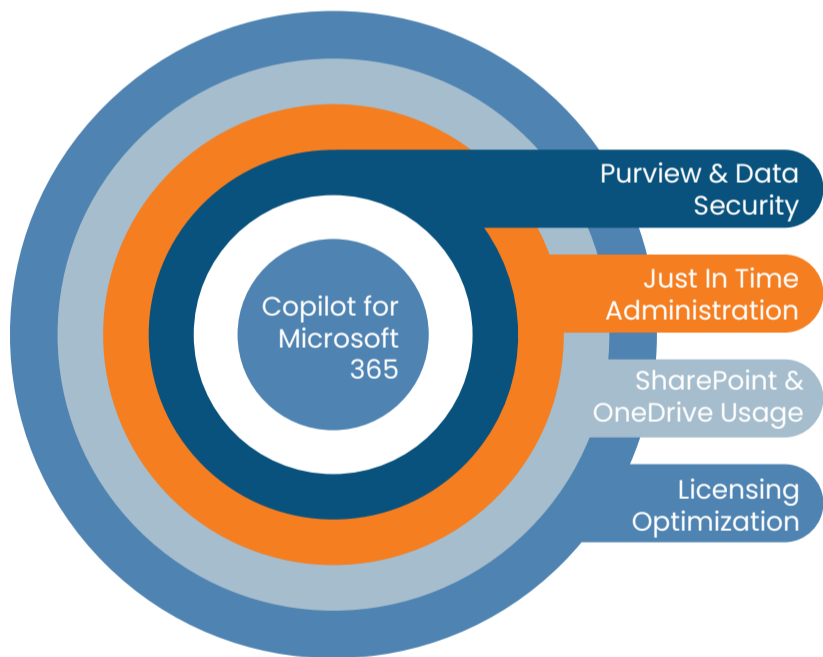 Purview & Data
Security
Just In Time
Administration
Copilot for
Microsoft
365
SharePoint &
OneDrive Usage
Licensing
Optimization